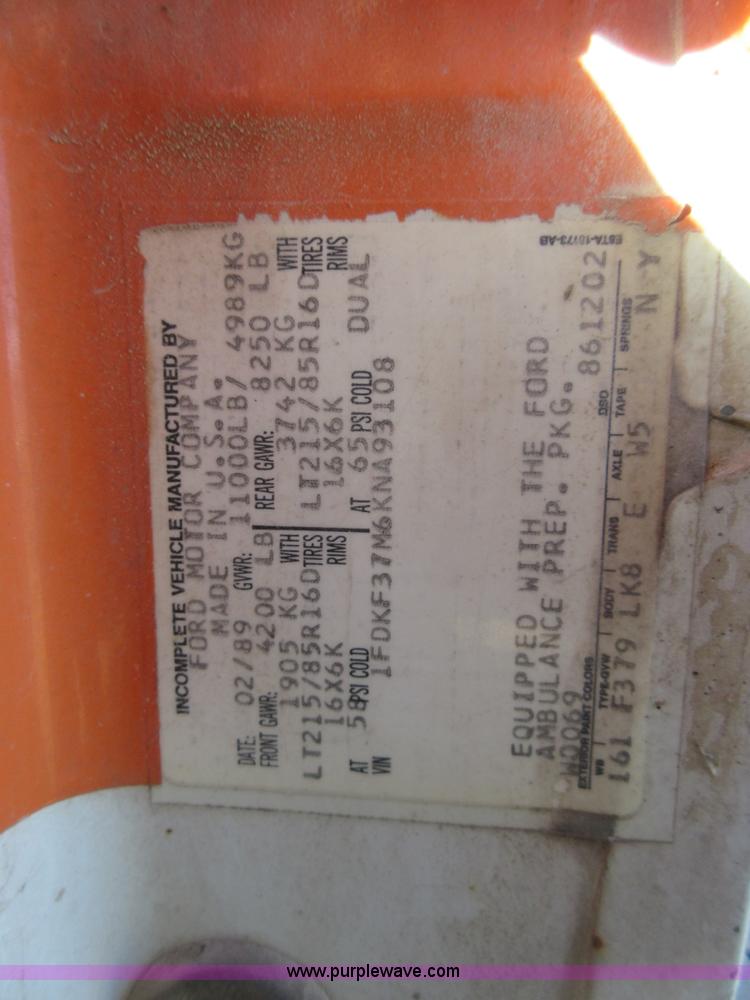 INCOMPLETE VEHICLE MANUFACTURED BY
FORD MOTOR COMPANY
MADE IN U.S.A.
DATE: 02/89 GVWR: 11000LB/ 4989KG
FRONT GAWR: 4200 LB REAR GAWR: 8250 LB
1905 KG WITH 3742 KG WITH
LT215/85R16D TIRES LT215/85R16D TIRES
16X6K RIMS 16X6K RIMS
AT 58 PSI COLD AT 65 PSI COLD DUAL
VIN 1FDKF37M6KNA93108
E8TA-15173-AB
EQUIPPED WITH THE FORD
AMBULANCE PREP. PKG.
W0069 861202
EXTERIOR PAINT COLORS DSO
WB TYPE-GVW BODY TRANS AXLE TAPE SPRINGS
161 F379 LK8 E W5 N Y
www.purplewave.com